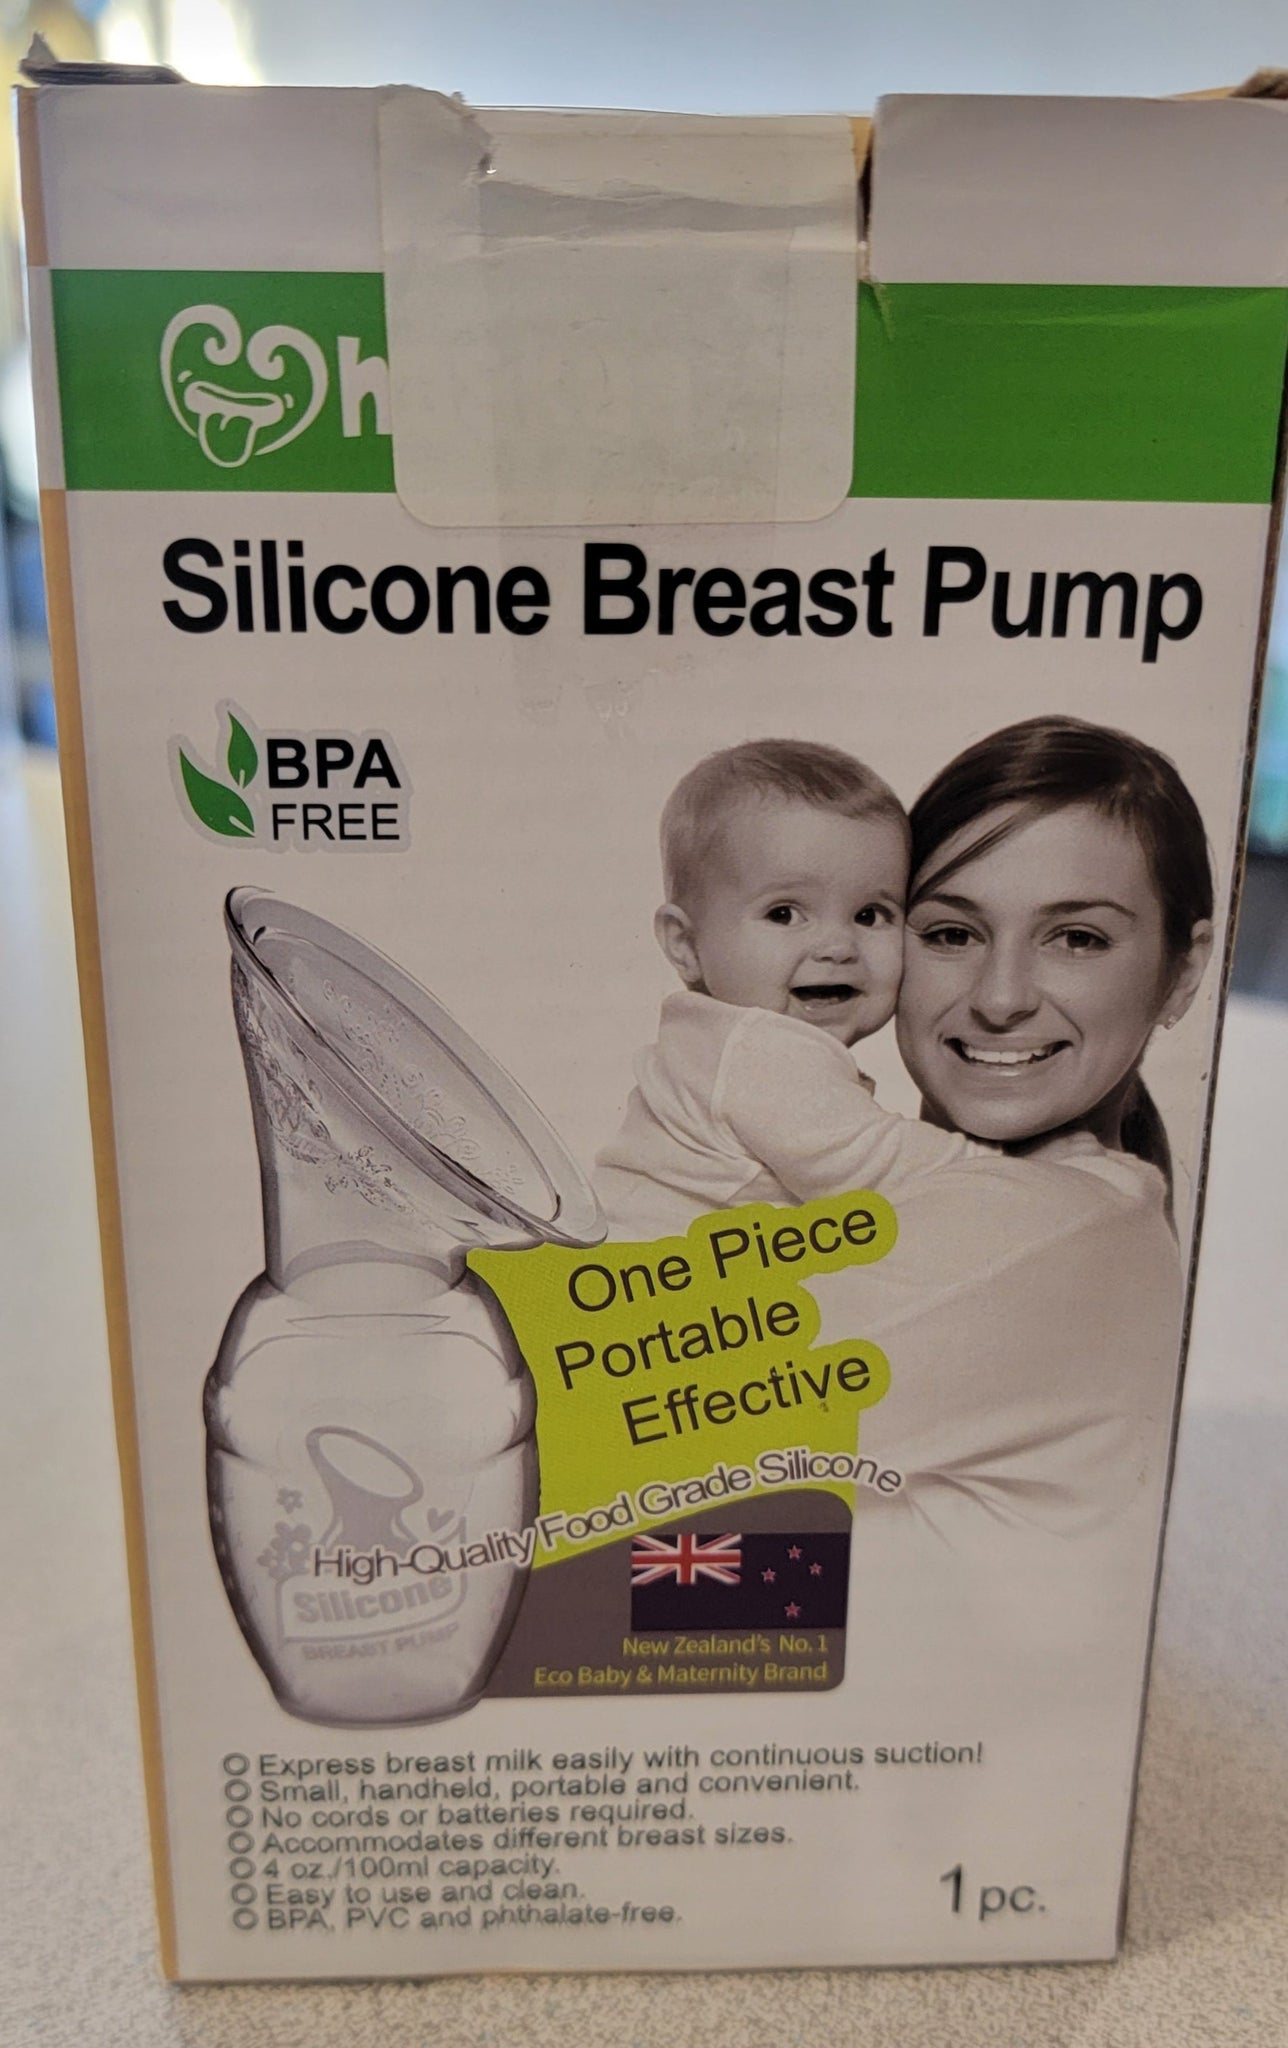 h
Silicone Breast Pump
BPA
FREE
One Piece
Portable
Effective
High-Quality Food Grade Silicone
Silicone
BREAST PUMP
New Zealand's No.1
Eco Baby & Maternity Brand
Express breast milk easily with continuous suction!
Small, handheld, portable and convenient.
No cords or batteries required.
Accommodates different breast sizes.
4 oz./100ml capacity.
Easy to use and clean.
BPA, PVC and phthalate-free.
1 pc.